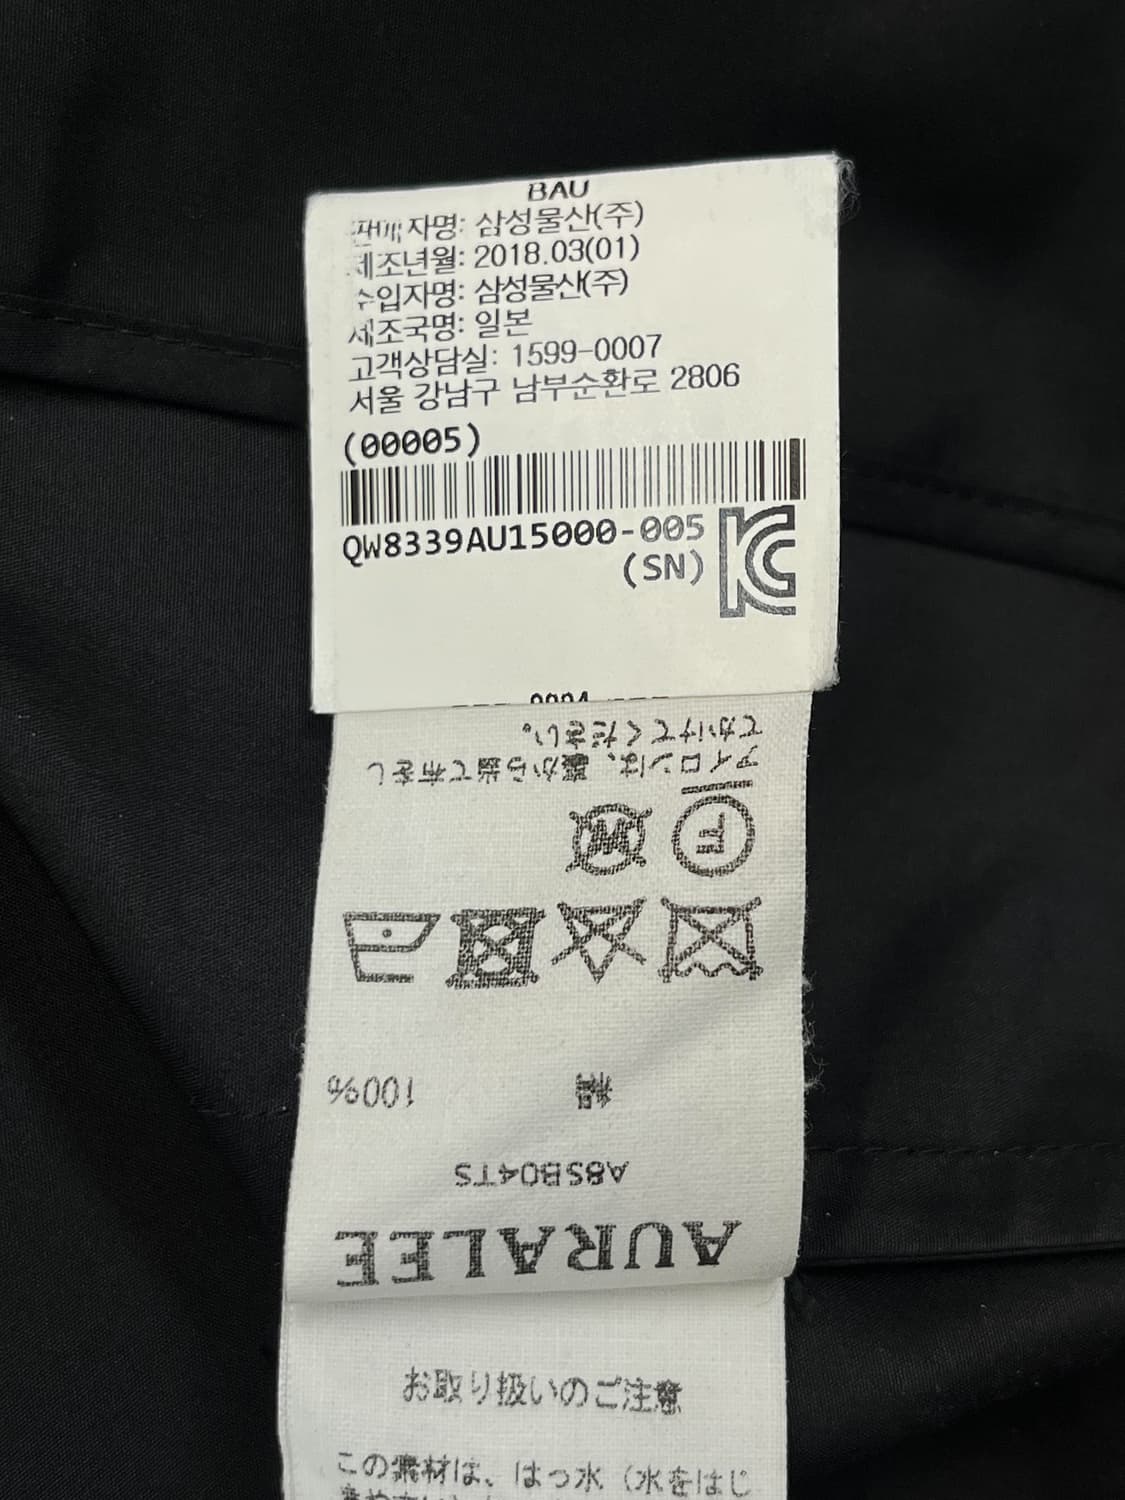 BAU
판매자명: 삼성물산(주)
제조년월: 2018.03(01)
수입자명: 삼성물산(주)
제조국명: 일본
고객상담실: 1599-0007
서울 강남구 남부순환로 2806
(00005)
QW8339AU15000-005
(SN)
KC
AURALEE
A8SB04TS
綿 100%
F
W
アイロンは、裏から当て布をし
てかけてください。
お取り扱いのご注意
この素材は、はっ水（水をはじ